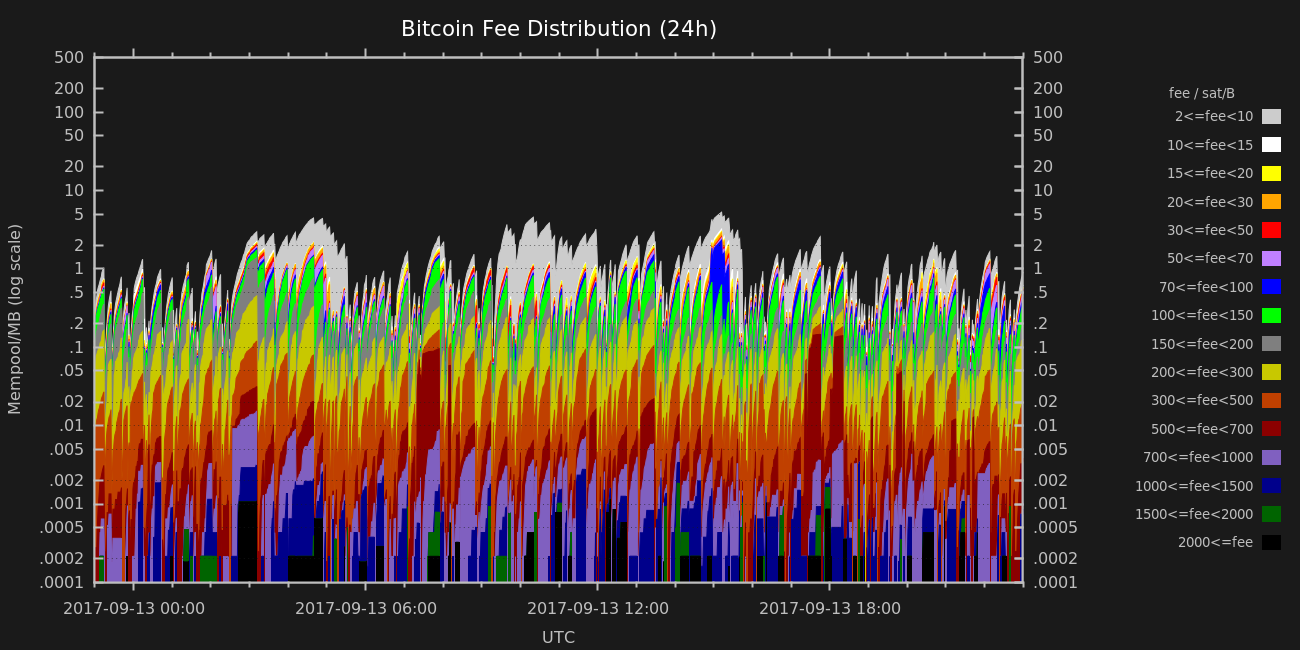 Bitcoin Fee Distribution (24h)
500
200
100
50
20
10
5
2
1
.5
.2
.1
.05
.02
.01
.005
.002
.001
.0005
.0002
.0001
Mempool/MB (log scale)
500
200
100
50
20
10
5
2
1
.5
.2
.1
.05
.02
.01
.005
.002
.001
.0005
.0002
.0001
2017-09-13 00:00 2017-09-13 06:00 2017-09-13 12:00 2017-09-13 18:00
UTC
fee / sat/B
2<=fee<10
10<=fee<15
15<=fee<20
20<=fee<30
30<=fee<50
50<=fee<70
70<=fee<100
100<=fee<150
150<=fee<200
200<=fee<300
300<=fee<500
500<=fee<700
700<=fee<1000
1000<=fee<1500
1500<=fee<2000
2000<=fee